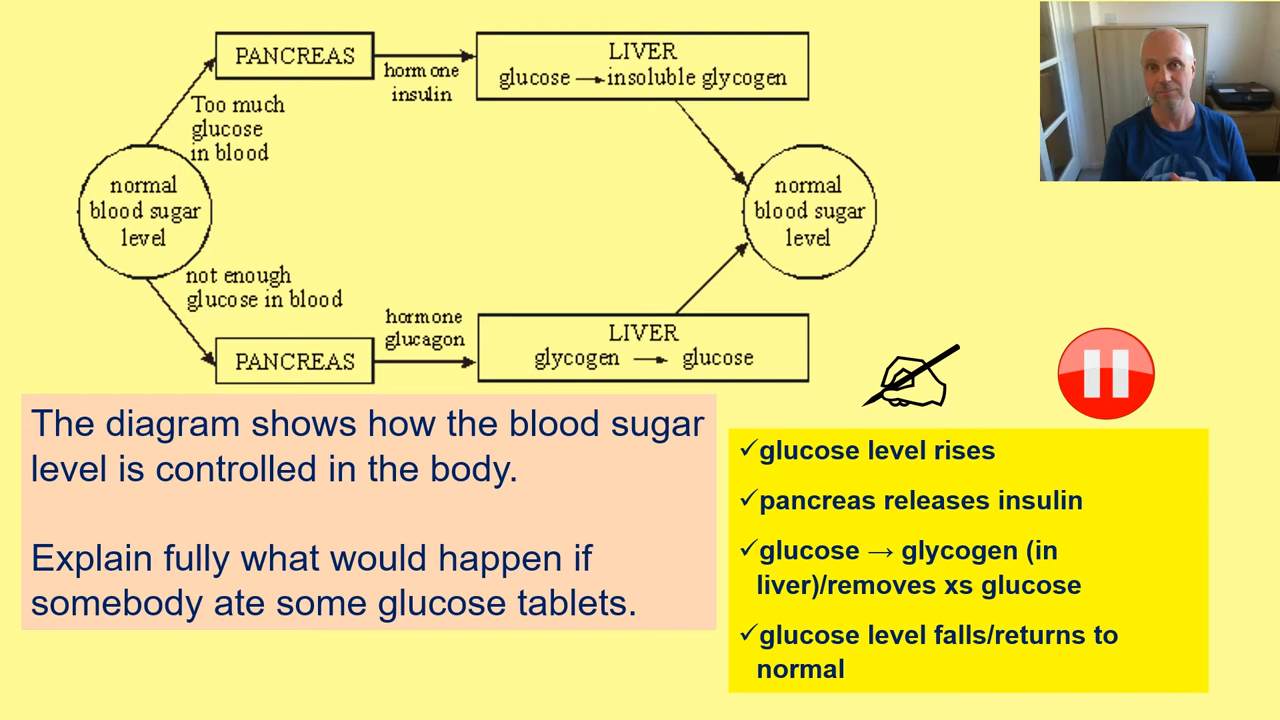 PANCREAS
hormone
insulin
LIVER
glucose → insoluble glycogen
Too much
glucose
in blood
normal
blood sugar
level
normal
blood sugar
level
not enough
glucose in blood
PANCREAS
hormone
glucagon
LIVER
glycogen → glucose
The diagram shows how the blood sugar
level is controlled in the body.
Explain fully what would happen if
somebody ate some glucose tablets.
✓glucose level rises
✓pancreas releases insulin
✓glucose → glycogen (in
liver)/removes xs glucose
✓glucose level falls/returns to
normal